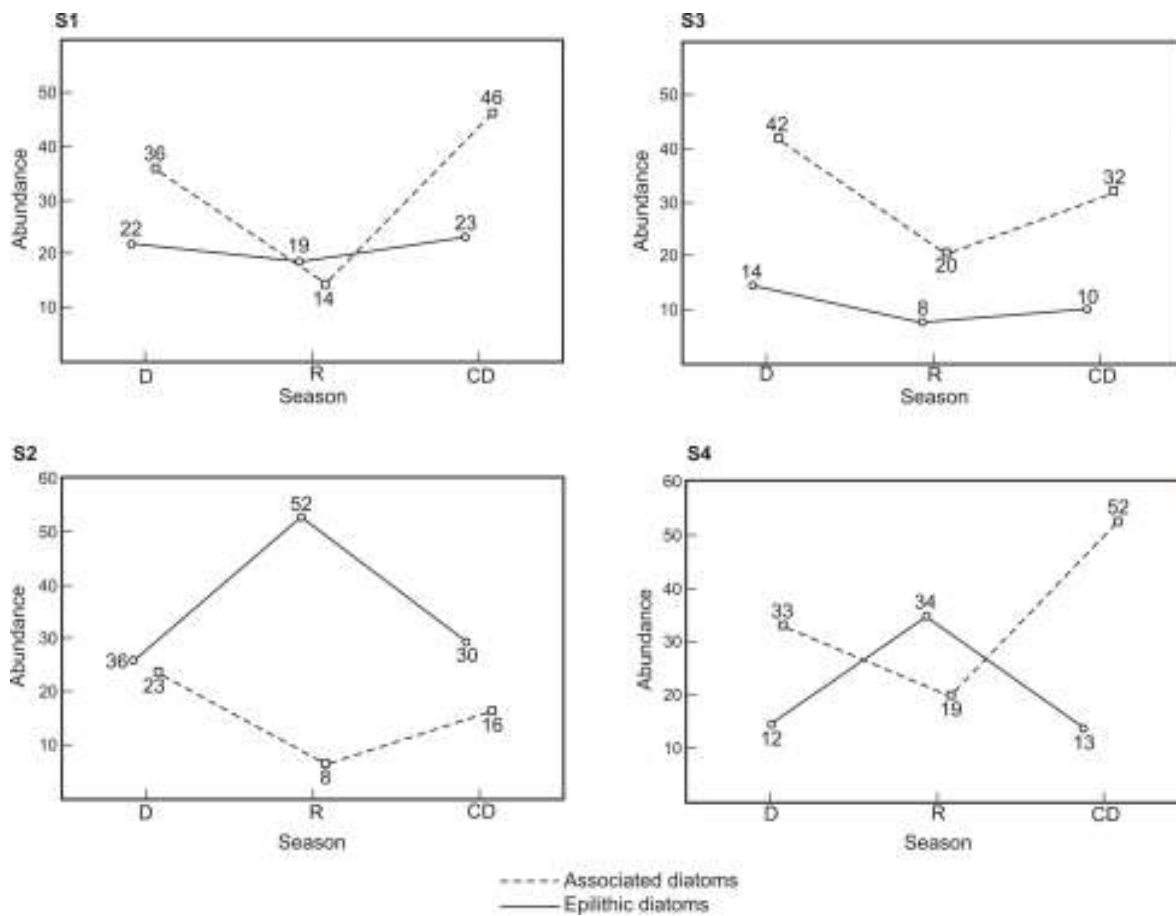 S1
50
40
30
20
10
Abundance
36
22
19
14
46
23
D
R
CD
Season
S3
50
40
30
20
10
Abundance
42
14
20
8
32
10
D
R
CD
Season
S2
60
50
40
30
20
10
Abundance
36
23
52
8
30
16
D
R
CD
Season
S4
60
50
40
30
20
10
Abundance
33
12
34
19
52
13
D
R
CD
Season
Associated diatoms
Epilithic diatoms